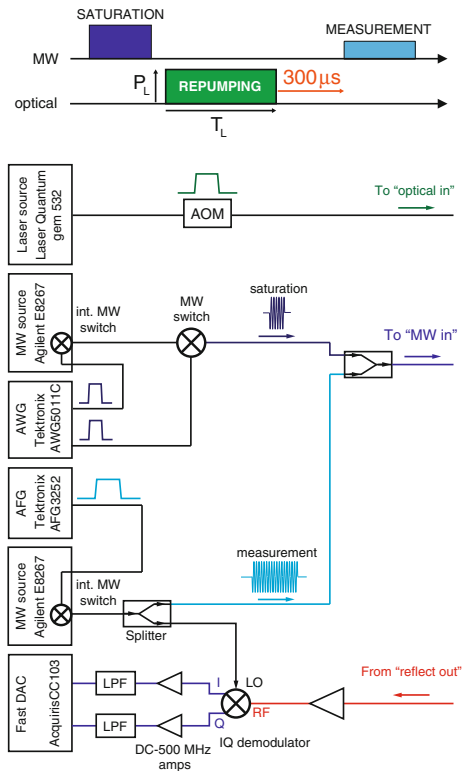 SATURATION
MEASUREMENT
MW
P_L
REPUMPING
300µs
optical
T_L
Laser source
Laser Quantum
gem 532
AOM
To "optical in"
MW source
Agilent E8267
int. MW
switch
MW
switch
saturation
To "MW in"
AWG
Tektronix
AWG5011C
AFG
Tektronix
AFG3252
MW source
Agilent E8267
int. MW
switch
measurement
Splitter
Fast DAC
AcquirisCC103
LPF
I
LO
From "reflect out"
RF
LPF
Q
DC-500 MHz
amps
IQ demodulator